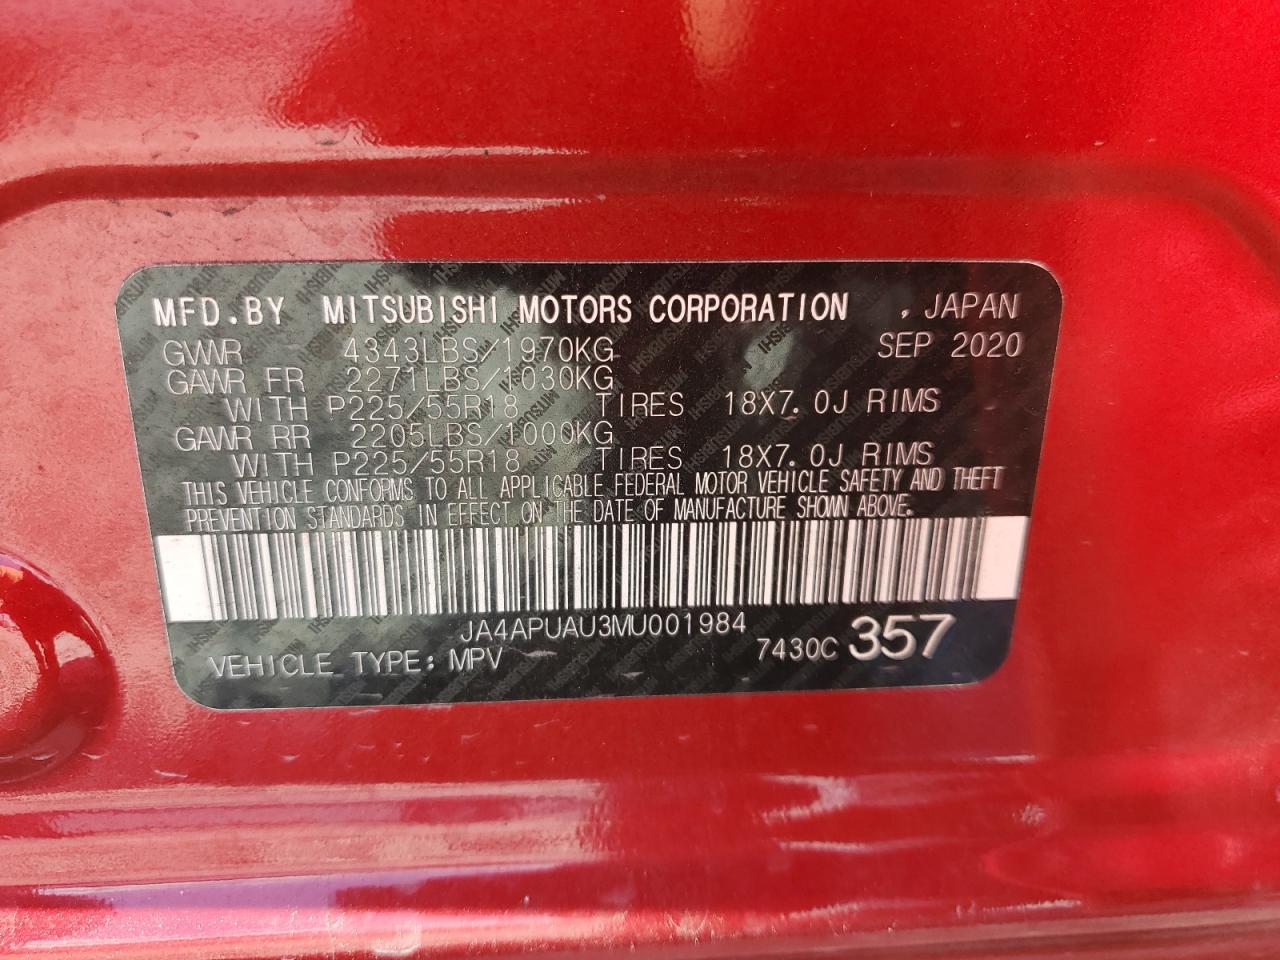 MFD.BY MITSUBISHI MOTORS CORPORATION , JAPAN
GVWR 4343LBS/1970KG SEP 2020
GAWR FR 2271LBS/1030KG
WITH P225/55R18 TIRES 18X7.0J RIMS
GAWR RR 2205LBS/1000KG
WITH P225/55R18 TIRES 18X7.0J RIMS
THIS VEHICLE CONFORMS TO ALL APPLICABLE FEDERAL MOTOR VEHICLE SAFETY AND THEFT
PREVENTION STANDARDS IN EFFECT ON THE DATE OF MANUFACTURE SHOWN ABOVE.
JA4APUAU3MU001984
VEHICLE TYPE: MPV 7430C 357